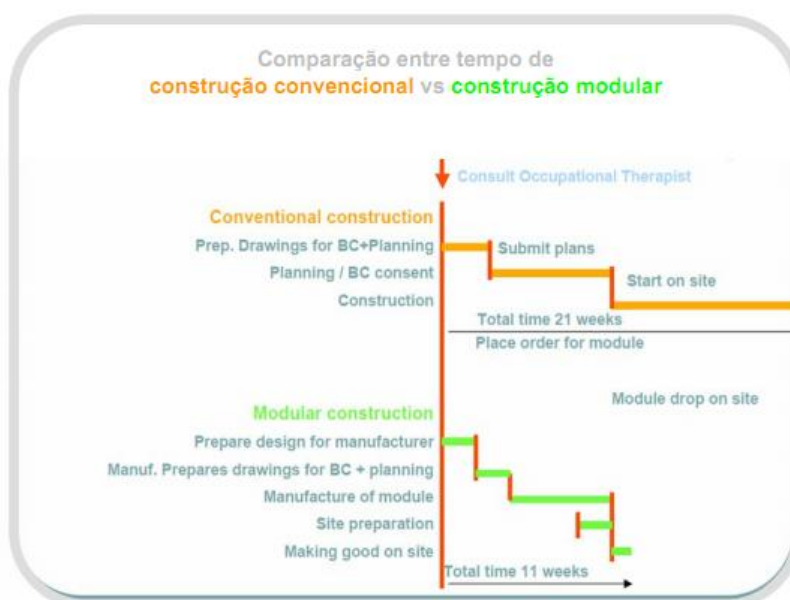 Comparação entre tempo de
construção convencional vs construção modular
Consult Occupational Therapist
Conventional construction
Prep. Drawings for BC+Planning
Submit plans
Planning / BC consent
Start on site
Construction
Total time 21 weeks
Place order for module
Module drop on site
Modular construction
Prepare design for manufacturer
Manuf. Prepares drawings for BC + planning
Manufacture of module
Site preparation
Making good on site
Total time 11 weeks